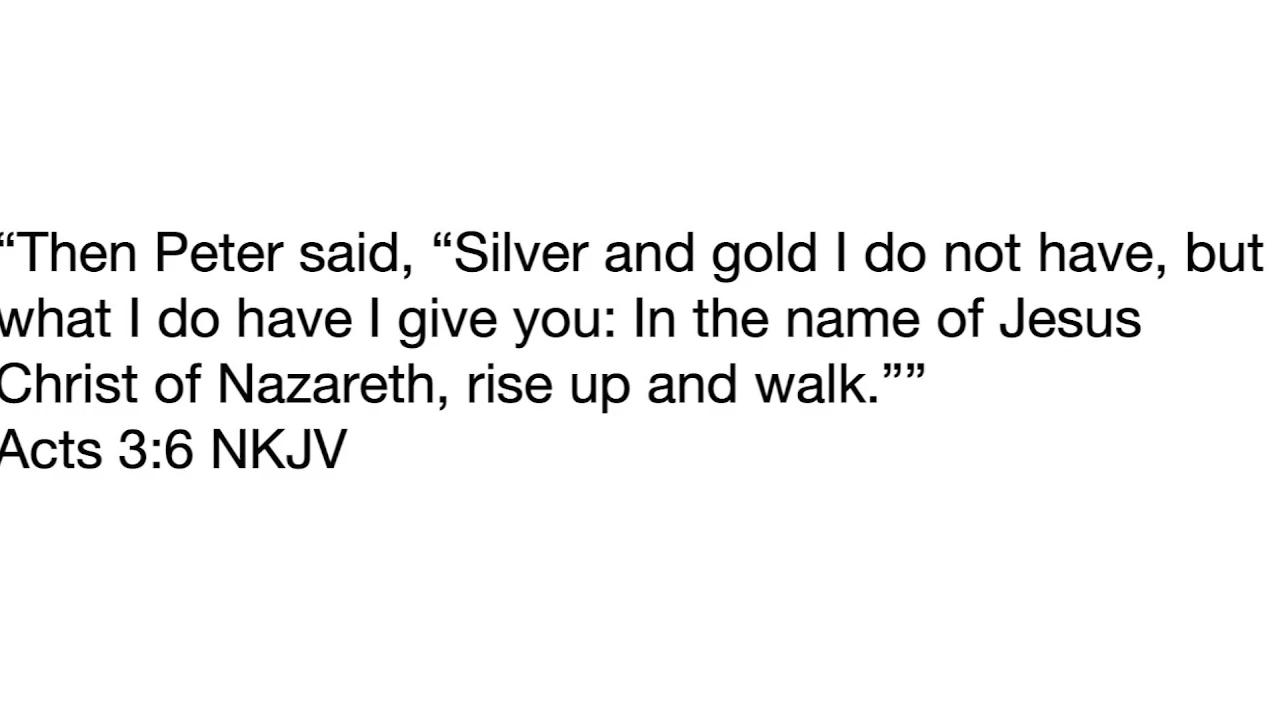 “Then Peter said, “Silver and gold I do not have, but
what I do have I give you: In the name of Jesus
Christ of Nazareth, rise up and walk.””
Acts 3:6 NKJV